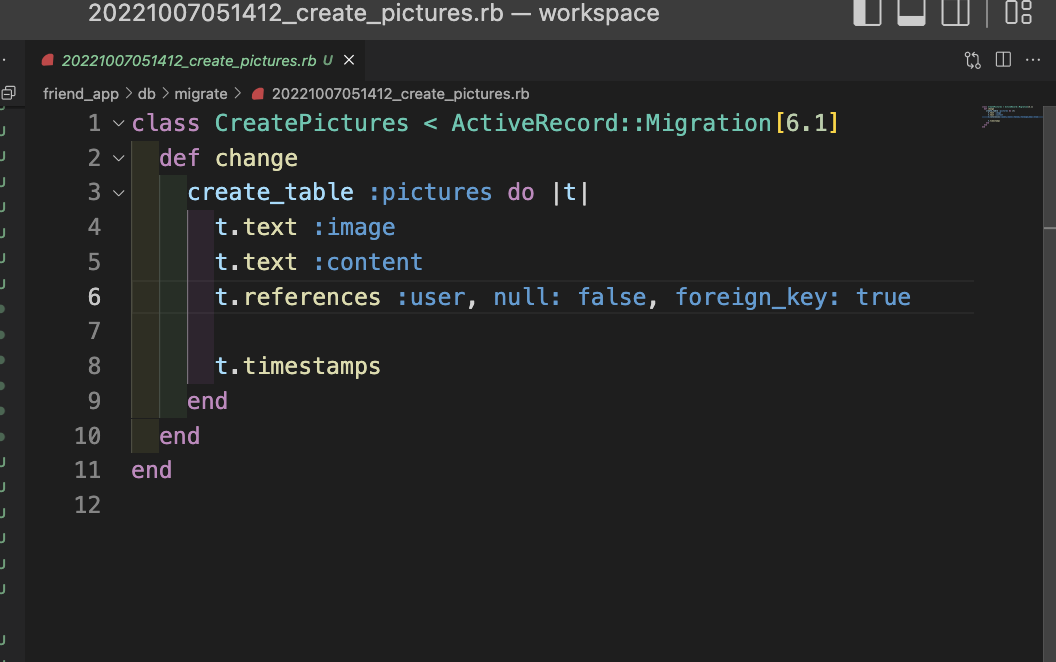 20221007051412_create_pictures.rb — workspace
20221007051412_create_pictures.rb U
friend_app > db > migrate > 20221007051412_create_pictures.rb
1 class CreatePictures < ActiveRecord::Migration[6.1]
2 def change
3 create_table :pictures do |t|
4 t.text :image
5 t.text :content
6 t.references :user, null: false, foreign_key: true
7
8 t.timestamps
9 end
10 end
11 end
12